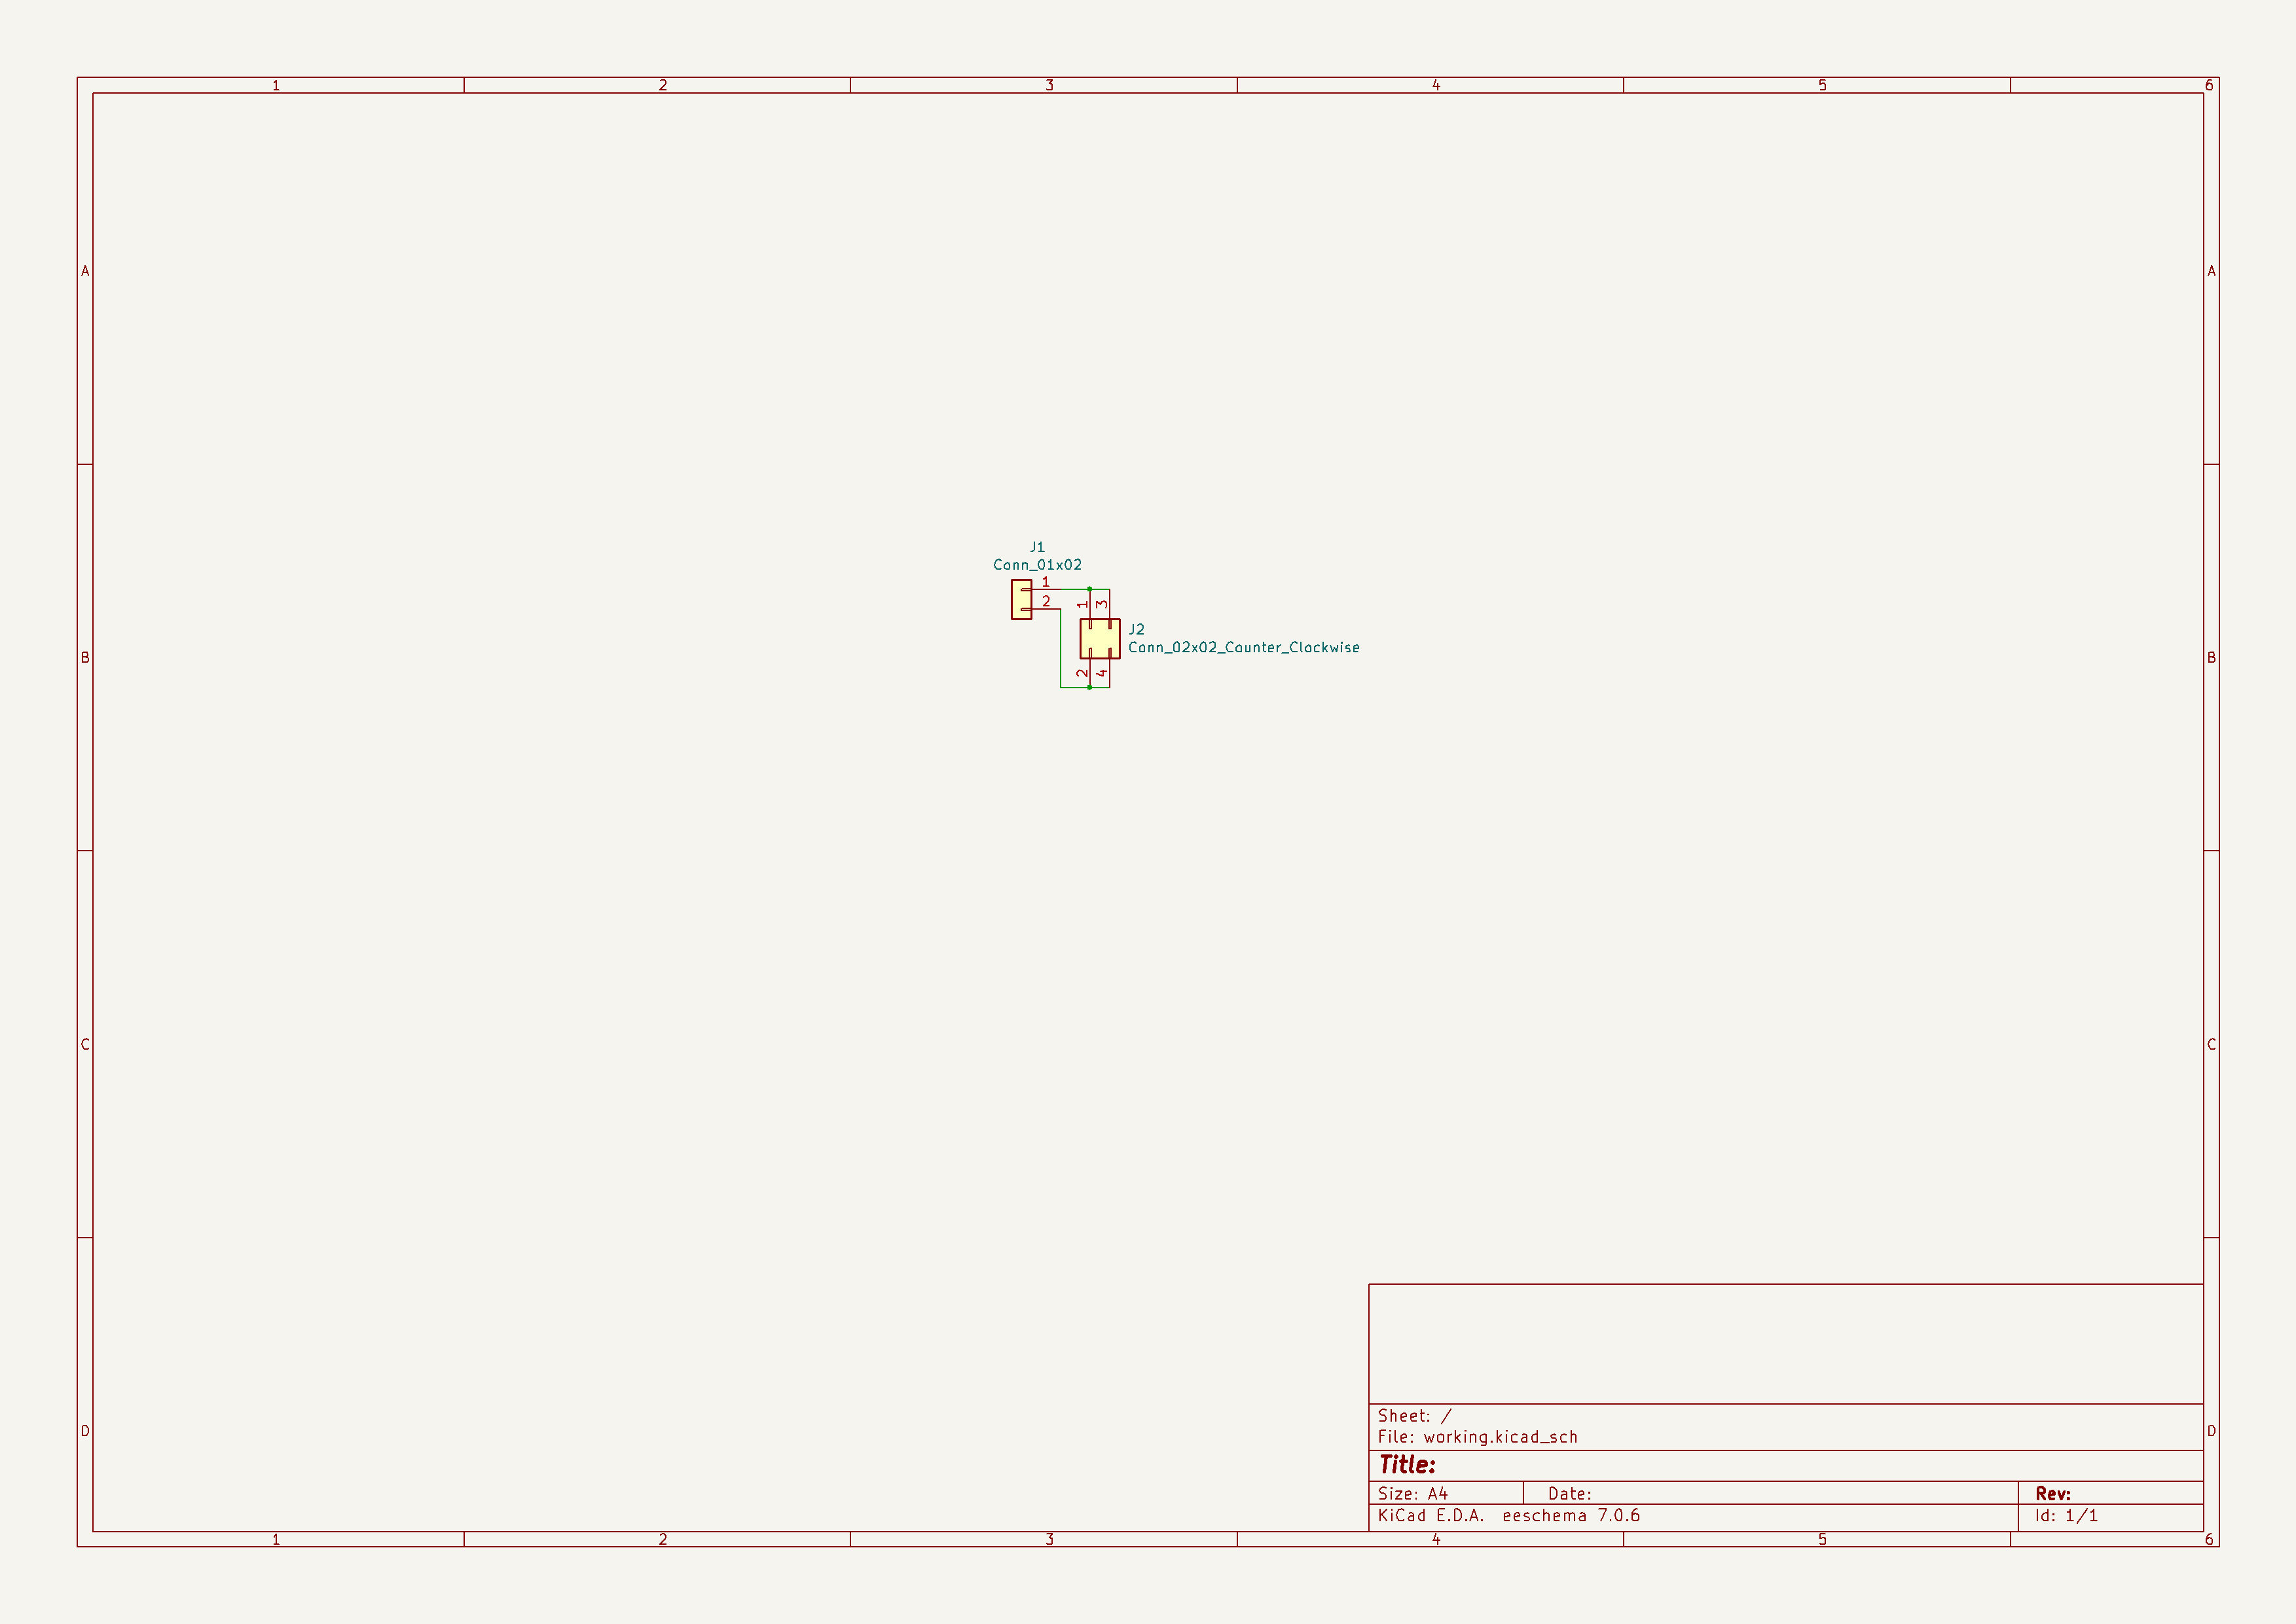 1 2 3 4 5 6
A A
J1
Conn_01x02
1
2
1 3
J2
Conn_02x02_Counter_Clockwise
2 4
B B
C C
Sheet: /
File: working.kicad_sch
D D
Title:
Size: A4 Date: Rev:
KiCad E.D.A. eeschema 7.0.6 Id: 1/1
1 2 3 4 5 6